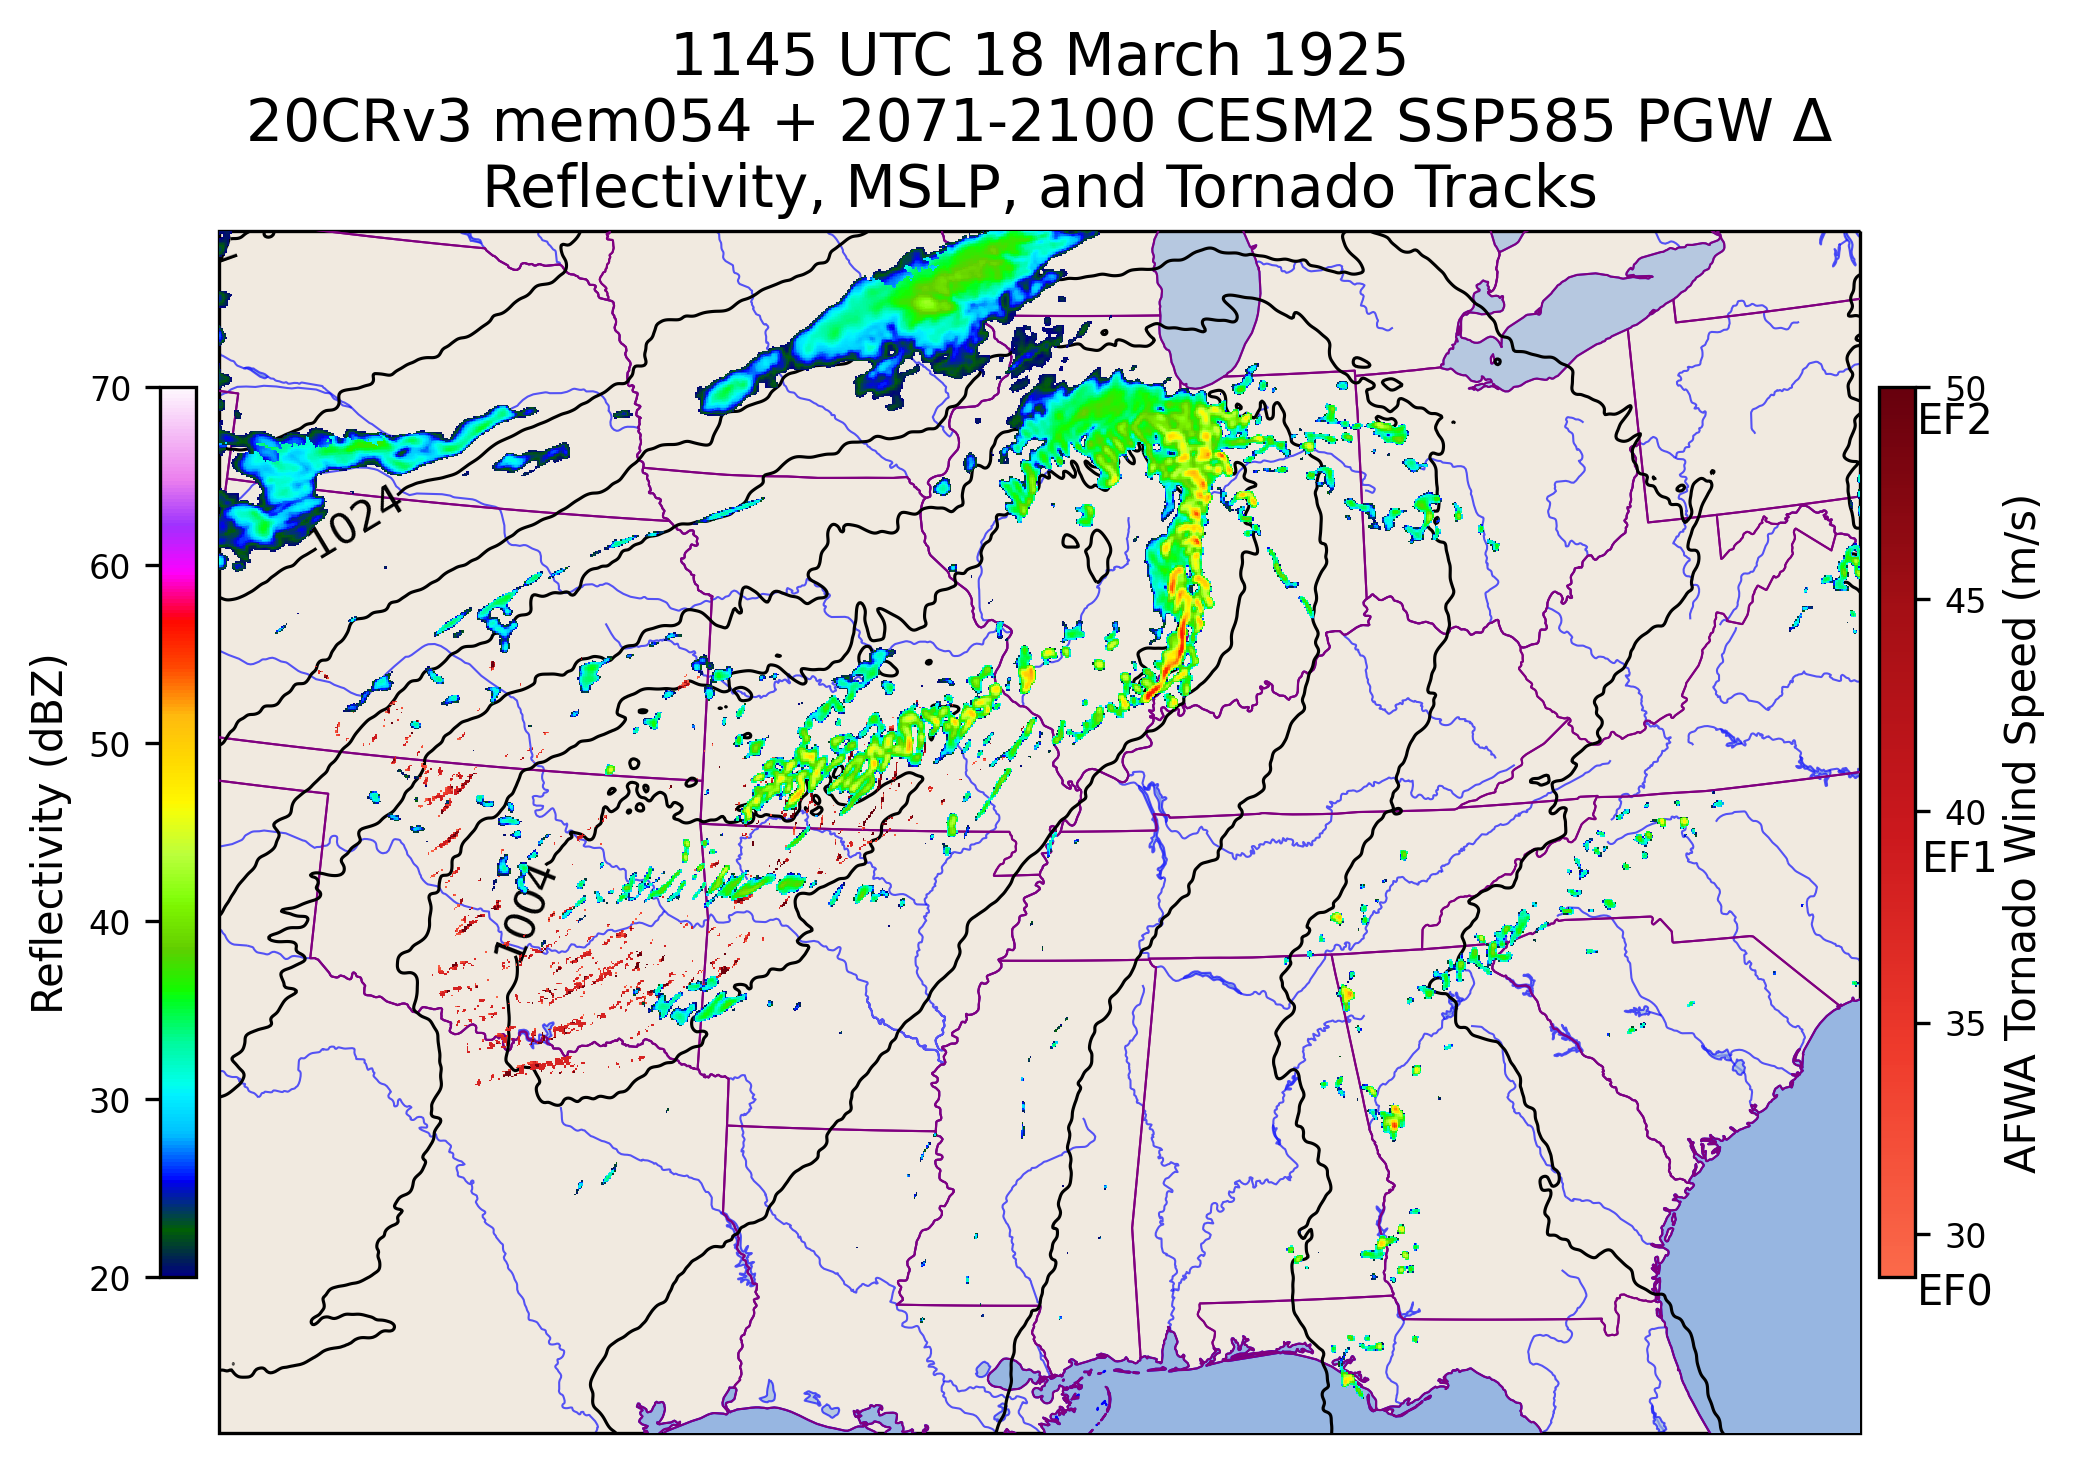 1145 UTC 18 March 1925
20CRv3 mem054 + 2071-2100 CESM2 SSP585 PGW Δ
Reflectivity, MSLP, and Tornado Tracks
Reflectivity (dBZ)
70
60
50
40
30
20
1024
1004
50
EF2
45
40
EF1
35
30
EF0
AFWA Tornado Wind Speed (m/s)